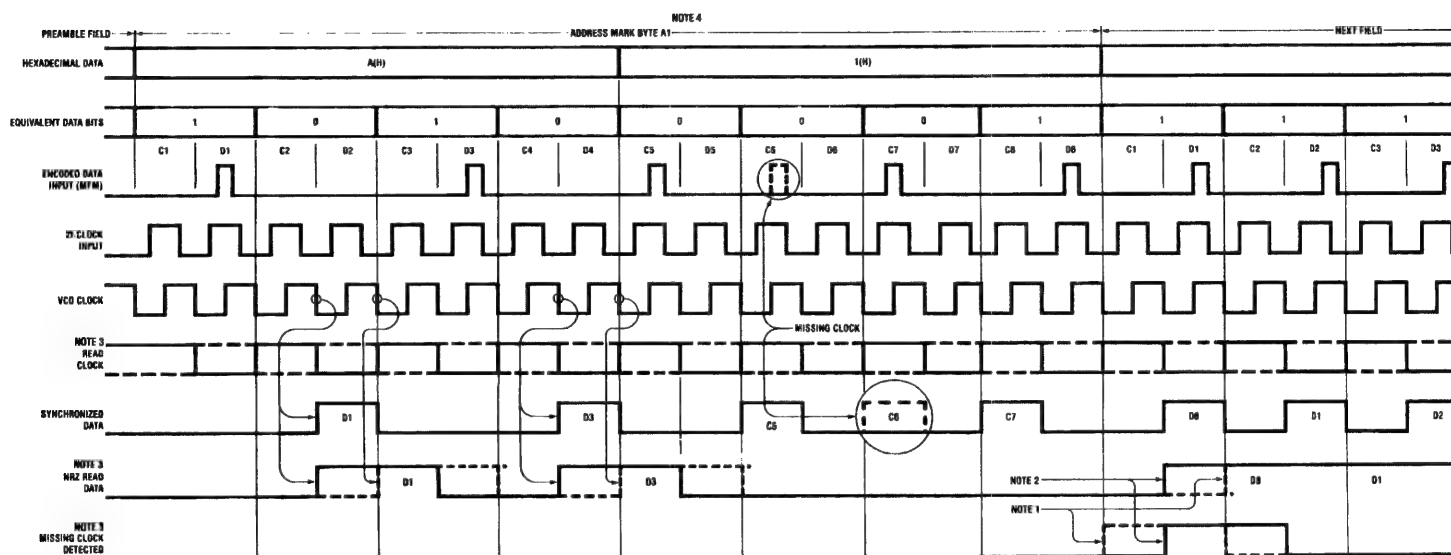 NOTE 4
PREAMBLE FIELD ADDRESS MARK BYTE A1 NEXT FIELD
HEXADECIMAL DATA A(H) 1(H)
EQUIVALENT DATA BITS 1 0 1 0 0 0 0 1 1 1 1
C1 D1 C2 D2 C3 D3 C4 D4 C5 D5 C6 D6 C7 D7 C8 D8 C1 D1 C2 D2 C3 D3
ENCODED DATA
INPUT (MFM)
2F CLOCK
INPUT
VCO CLOCK
MISSING CLOCK
NOTE 3
READ
CLOCK
SYNCHRONIZED
DATA
D1 D3 C5 C6 C7 D8 D1 D2
NOTE 3
NRZ READ
DATA
D1 D3 NOTE 2 D8 D1
NOTE 1
NOTE 3
MISSING CLOCK
DETECTED